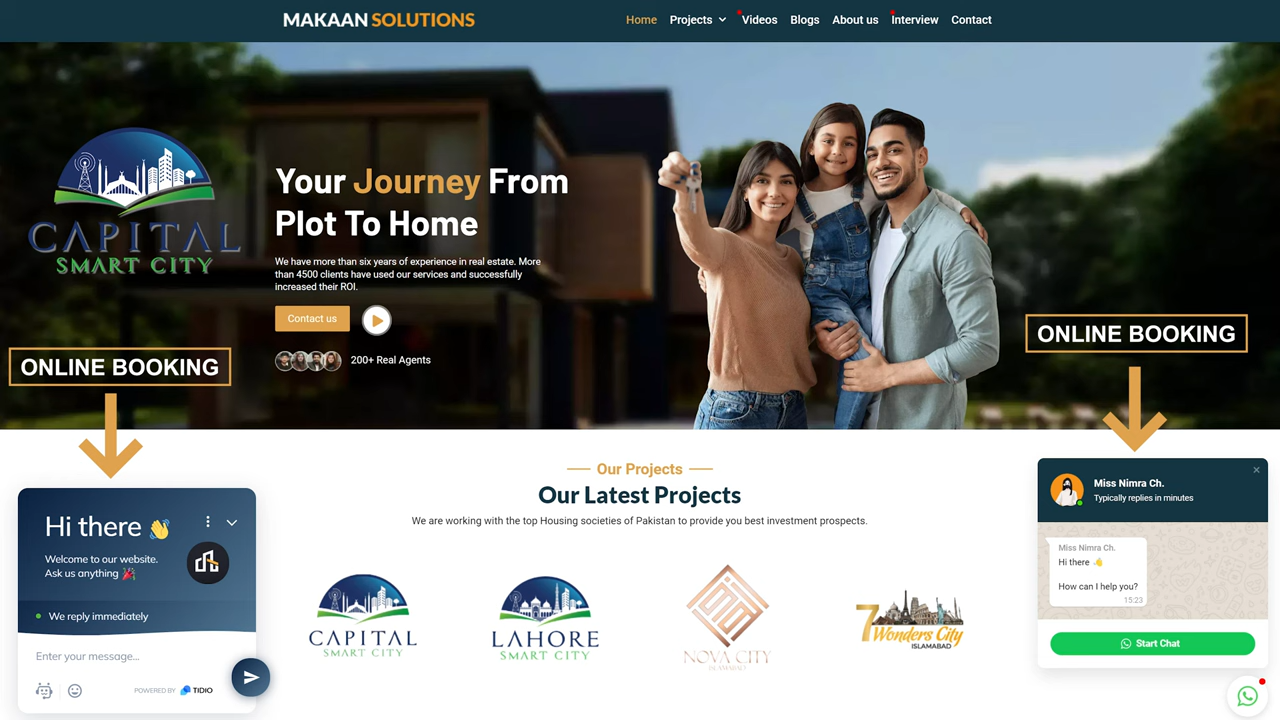 MAKAAN SOLUTIONS
Home Projects Videos Blogs About us Interview Contact
CAPITAL
SMART CITY
Your Journey From
Plot To Home
We have more than six years of experience in real estate. More
than 4500 clients have used our services and successfully
increased their ROI.
Contact us
200+ Real Agents
ONLINE BOOKING
ONLINE BOOKING
Our Projects
Our Latest Projects
We are working with the top Housing societies of Pakistan to provide you best investment prospects.
CAPITAL
SMART CITY
LAHORE
SMART CITY
NOVA CITY
ISLAMABAD
7 Wonders City
ISLAMABAD
Hi there 👋
Welcome to our website.
Ask us anything 🎉
We reply immediately
Enter your message...
POWERED BY TIDIO
Miss Nimra Ch.
Typically replies in minutes
Miss Nimra Ch.
Hi there 👋
How can I help you?
15:23
Start Chat